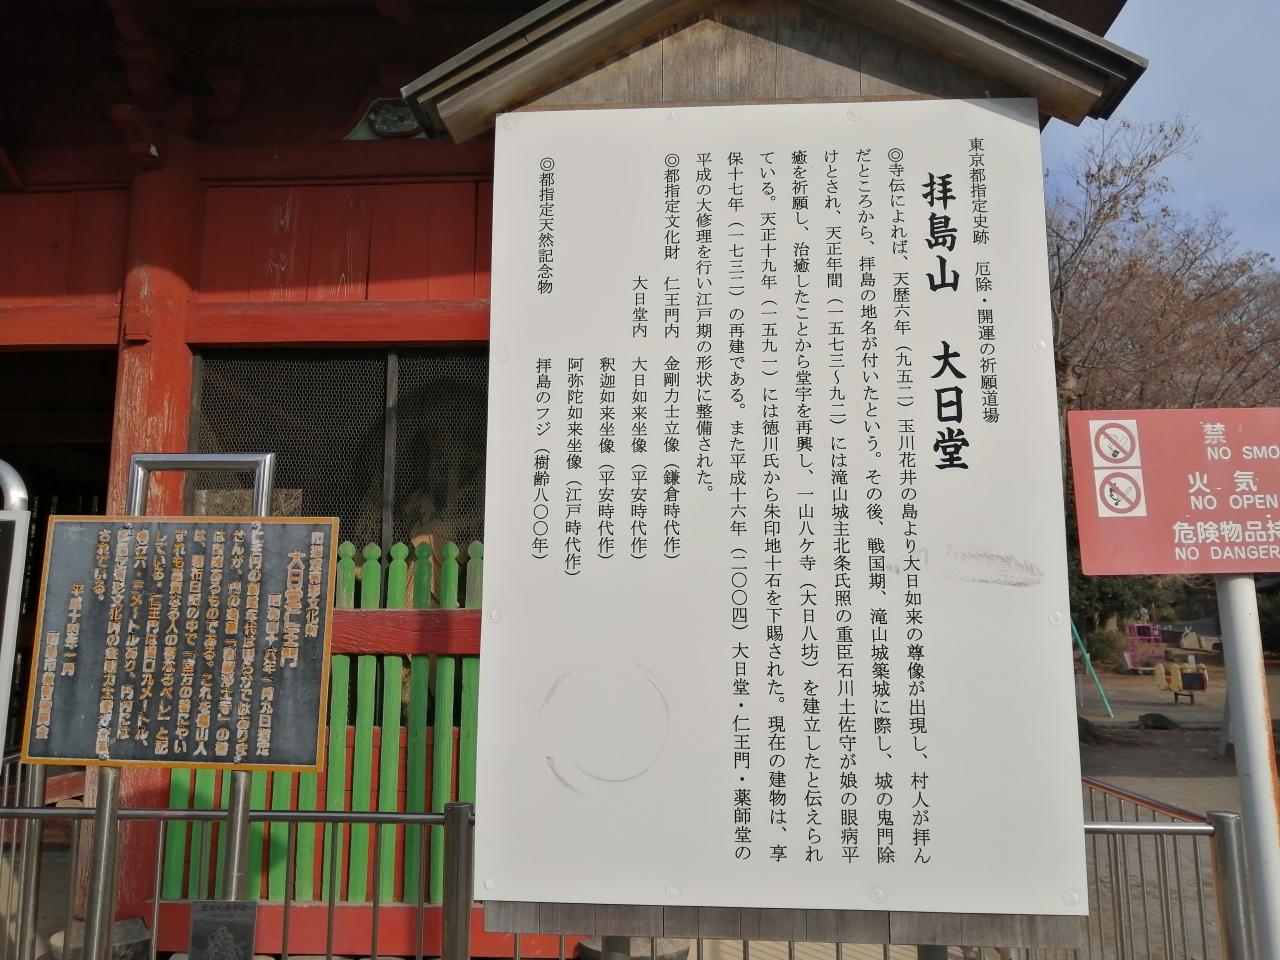 東京都指定史跡　厄除・開運の祈願道場
拝島山　大日堂
◎寺伝によれば、天歴六年（九五二）玉川花井の島より大日如来の尊像が出現し、村人が拝ん
だところから、拝島の地名が付いたという。その後、戦国期、滝山城築城に際し、城の鬼門除
けとされ、天正年間（一五七三～九二）には滝山城主北条氏照の重臣石川土佐守が娘の眼病平
癒を祈願し、治癒したことから堂宇を再興し、一山八ケ寺（大日八坊）を建立したと伝えられ
ている。天正十九年（一五九一）には徳川氏から朱印地十石を下賜された。現在の建物は、享
保十七年（一七三二）の再建である。また平成十六年（二〇〇四）大日堂・仁王門・薬師堂の
平成の大修理を行い江戸期の形状に整備された。
◎都指定文化財　仁王門内　金剛力士立像（鎌倉時代作）
大日堂内　大日如来坐像（平安時代作）
釈迦如来坐像（平安時代作）
阿弥陀如来坐像（江戸時代作）
◎都指定天然記念物　拝島のフジ（樹齢八〇〇年）
大日堂仁王門
禁
NO SMO
火気
NO OPEN
危険物品持
NO DANGER